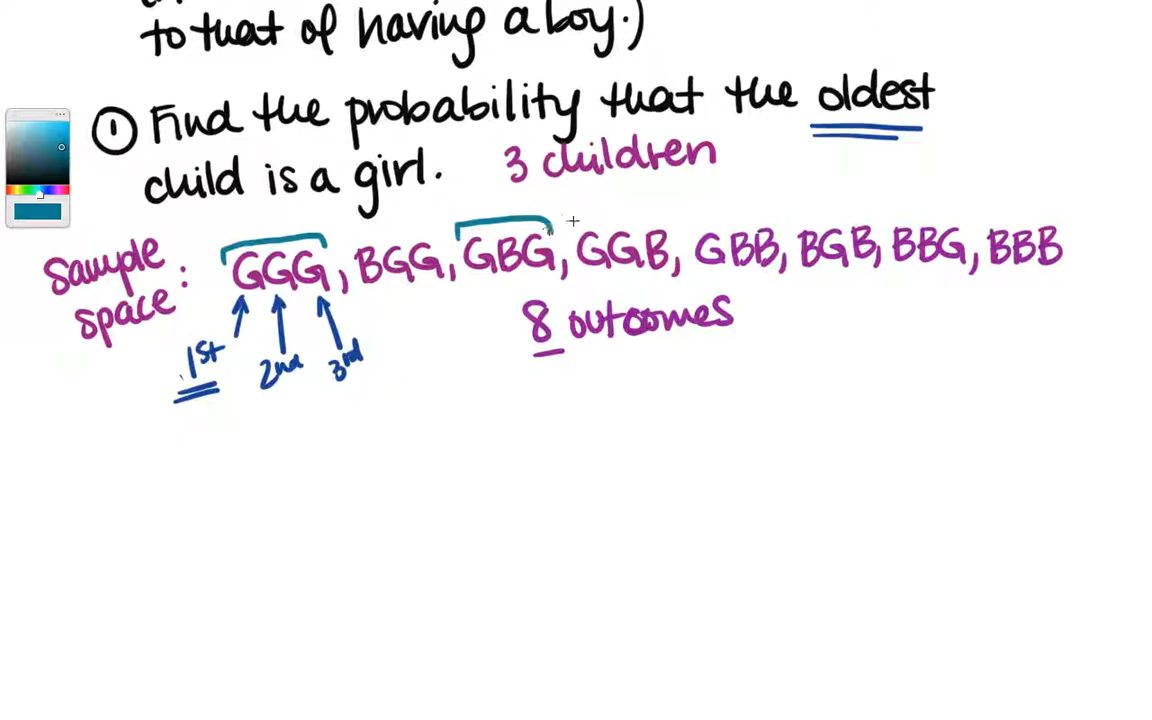 to that of having a boy.)
① Find the probability that the oldest
child is a girl. 3 children
Sample space: GGG, BGG, GBG, GGB, GBB, BGB, BBG, BBB
8 outcomes
1st 2nd 3rd